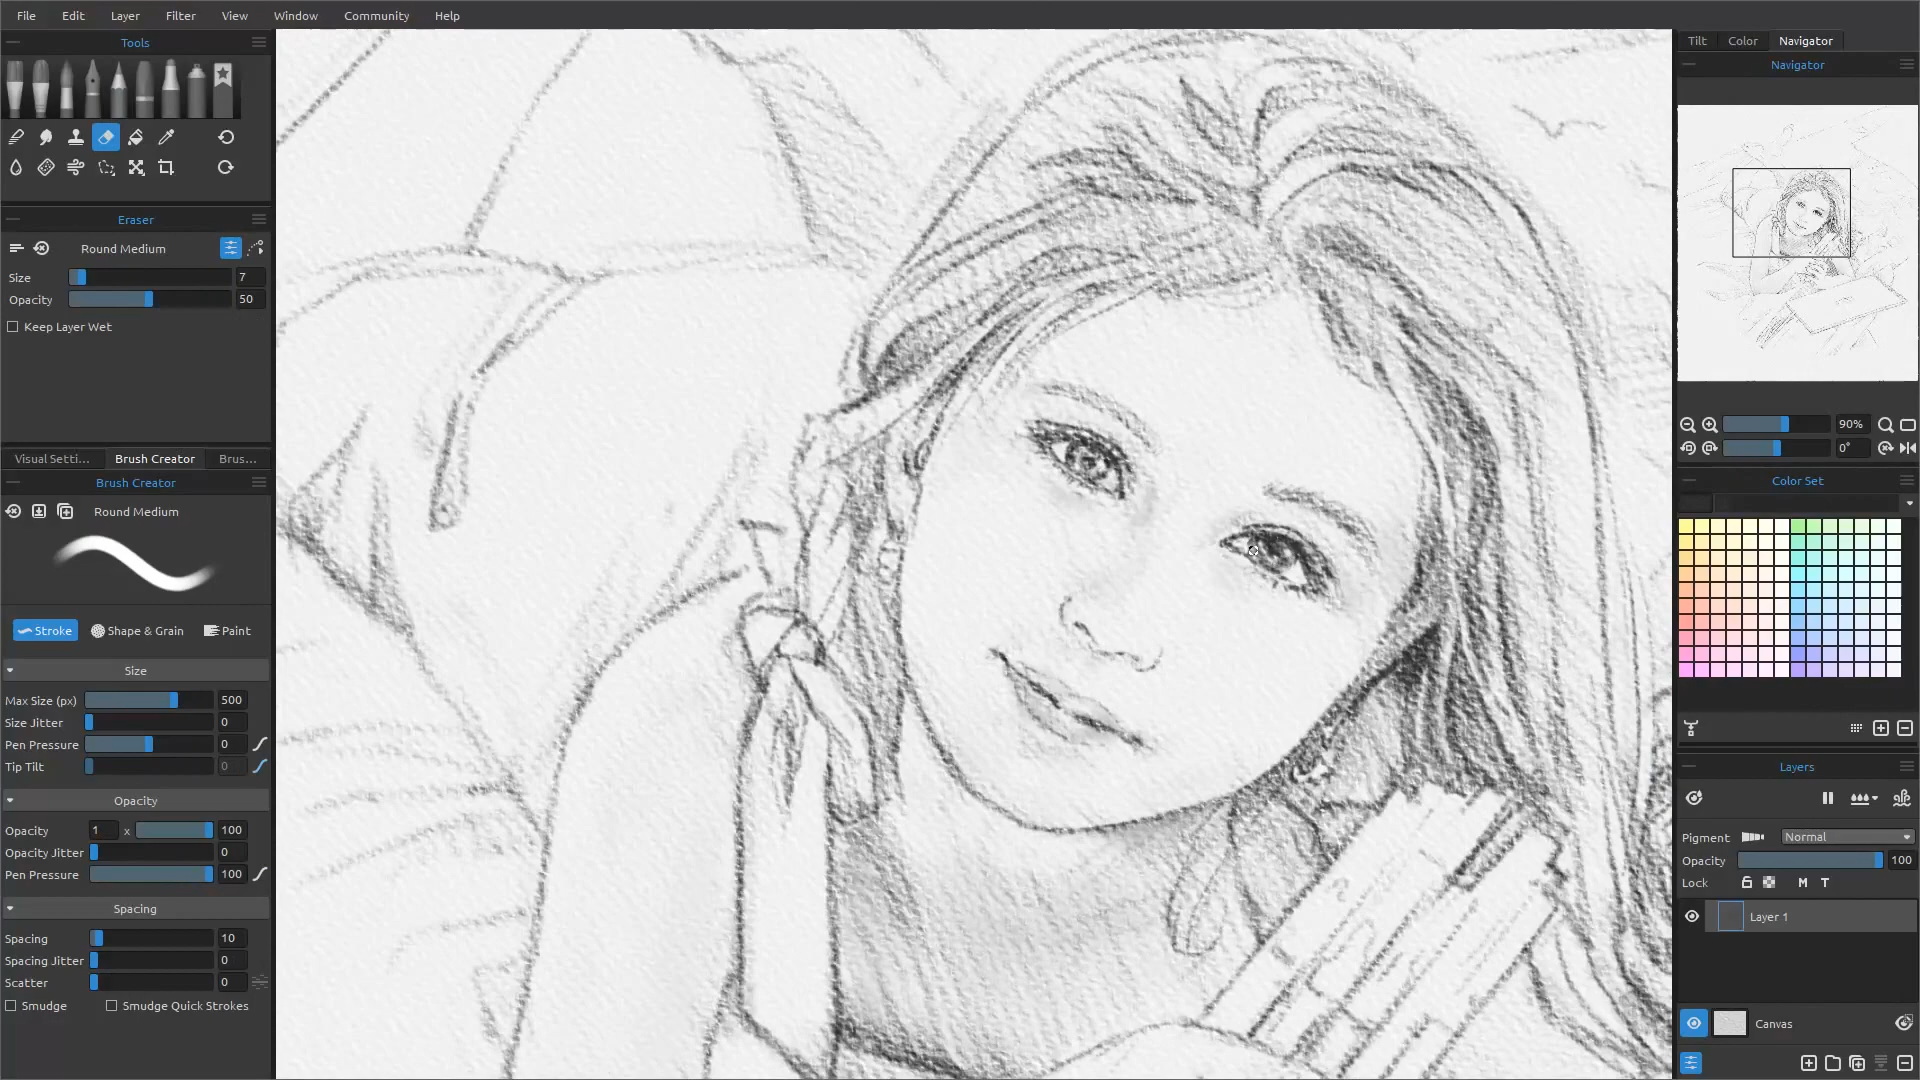 File Edit Layer Filter View Window Community Help
Tools
Eraser
Round Medium
Size 7
Opacity 50
Keep Layer Wet
Visual Setti... Brush Creator Brus...
Brush Creator
Round Medium
Stroke Shape & Grain Paint
Size
Max Size (px) 500
Size Jitter 0
Pen Pressure 0
Tip Tilt 0
Opacity
Opacity 1 x 100
Opacity Jitter 0
Pen Pressure 100
Spacing
Spacing 10
Spacing Jitter 0
Scatter 0
Smudge Smudge Quick Strokes
Tilt Color Navigator
Navigator
90%
0°
Color Set
Layers
Pigment Normal
Opacity 100
Lock M T
Layer 1
Canvas